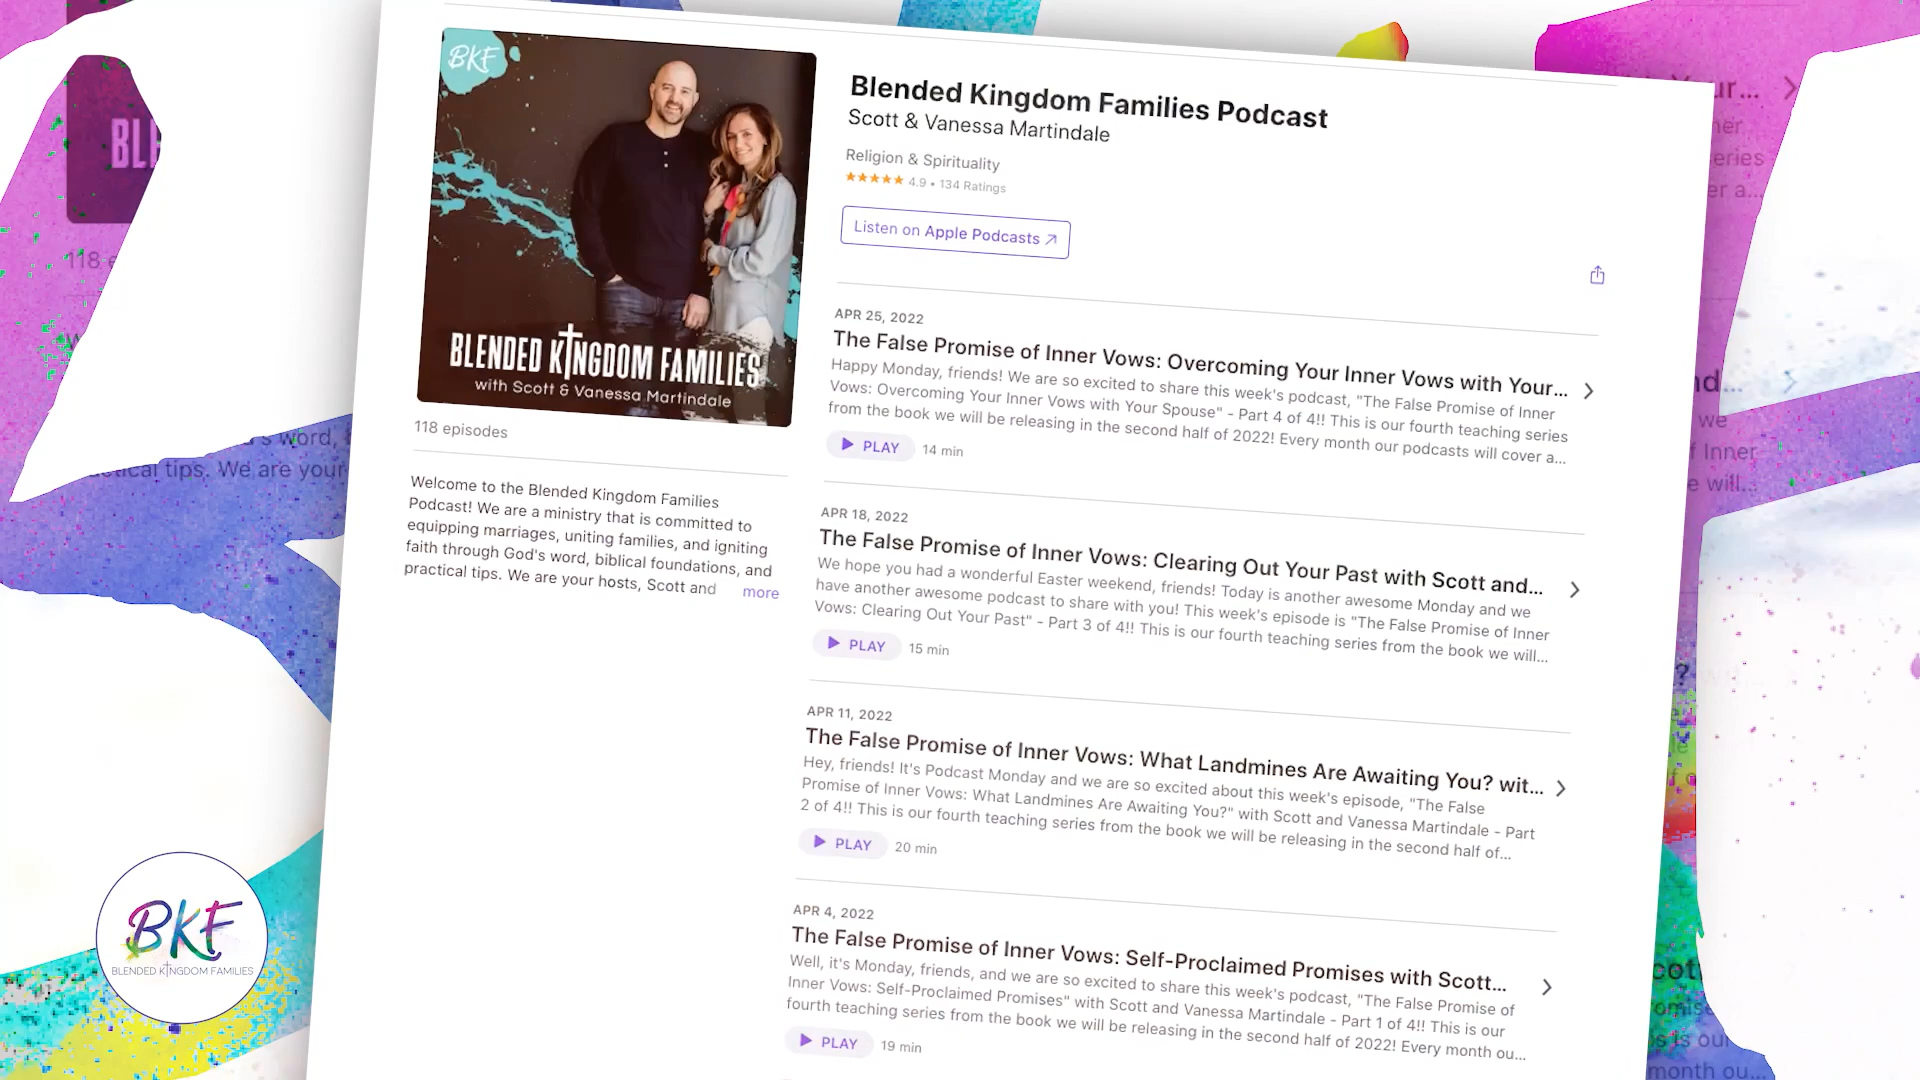 BKF
BLENDED KINGDOM FAMILIES
with Scott & Vanessa Martindale
118 episodes
Welcome to the Blended Kingdom Families
Podcast! We are a ministry that is committed to
equipping marriages, uniting families, and igniting
faith through God's word, biblical foundations, and
practical tips. We are your hosts, Scott and more
Blended Kingdom Families Podcast
Scott & Vanessa Martindale
Religion & Spirituality
★★★★★ 4.9 • 134 Ratings
Listen on Apple Podcasts ↗
APR 25, 2022
The False Promise of Inner Vows: Overcoming Your Inner Vows with Your...
Happy Monday, friends! We are so excited to share this week's podcast, "The False Promise of Inner
Vows: Overcoming Your Inner Vows with Your Spouse" - Part 4 of 4!! This is our fourth teaching series
from the book we will be releasing in the second half of 2022! Every month our podcasts will cover a...
PLAY 14 min
APR 18, 2022
The False Promise of Inner Vows: Clearing Out Your Past with Scott and...
We hope you had a wonderful Easter weekend, friends! Today is another awesome Monday and we
have another awesome podcast to share with you! This week's episode is "The False Promise of Inner
Vows: Clearing Out Your Past" - Part 3 of 4!! This is our fourth teaching series from the book we will...
PLAY 15 min
APR 11, 2022
The False Promise of Inner Vows: What Landmines Are Awaiting You? wit...
Hey, friends! It's Podcast Monday and we are so excited about this week's episode, "The False
Promise of Inner Vows: What Landmines Are Awaiting You?" with Scott and Vanessa Martindale - Part
2 of 4!! This is our fourth teaching series from the book we will be releasing in the second half of...
PLAY 20 min
APR 4, 2022
The False Promise of Inner Vows: Self-Proclaimed Promises with Scott...
Well, it's Monday, friends, and we are so excited to share this week's podcast, "The False Promise of
Inner Vows: Self-Proclaimed Promises" with Scott and Vanessa Martindale - Part 1 of 4!! This is our
fourth teaching series from the book we will be releasing in the second half of 2022! Every month ou...
PLAY 19 min
BKF
BLENDED KINGDOM FAMILIES